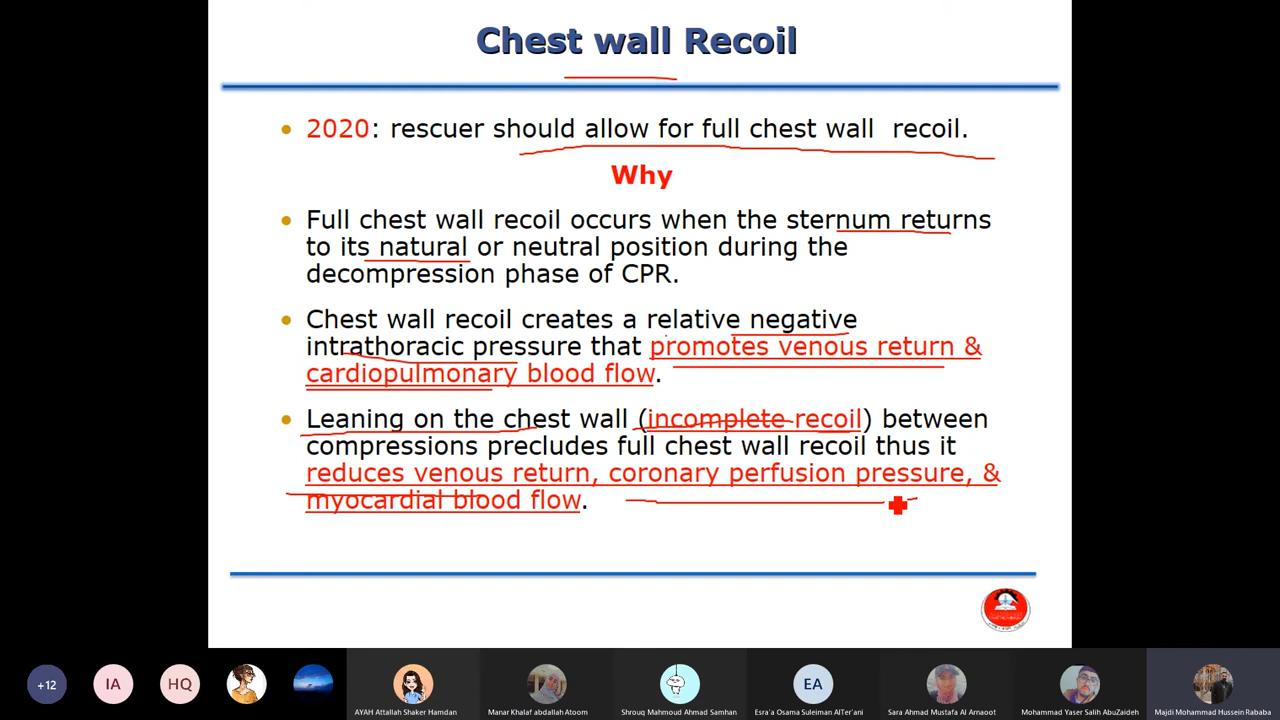 Chest wall Recoil
2020: rescuer should allow for full chest wall recoil.
Why
Full chest wall recoil occurs when the sternum returns
to its natural or neutral position during the
decompression phase of CPR.
Chest wall recoil creates a relative negative
intrathoracic pressure that promotes venous return &
cardiopulmonary blood flow.
Leaning on the chest wall (incomplete recoil) between
compressions precludes full chest wall recoil thus it
reduces venous return, coronary perfusion pressure, &
myocardial blood flow.
+12
IA
HQ
EA
AYAH Attallah Shaker Hamdan
Manar Khalaf abdallah Atoom
Shroug Mahmoud Ahmad Samhan
Esra'a Osama Suleiman AlTer'ani
Sara Ahmad Mustafa Al Arnaoot
Mohammad Yaser Salih AbuZaideh
Majdi Mohammad Hussein Rababa